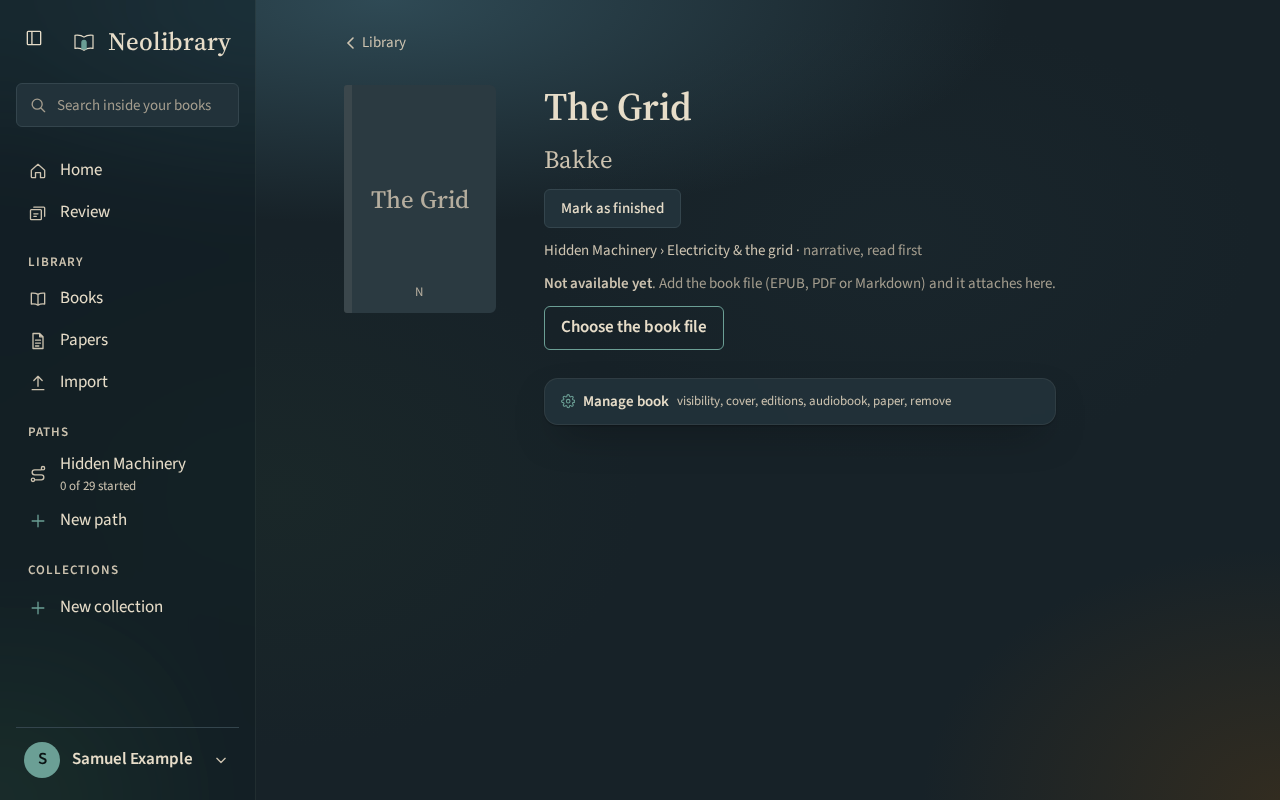 Neolibrary
Search inside your books
Home
Review
LIBRARY
Books
Papers
Import
PATHS
Hidden Machinery
0 of 29 started
New path
COLLECTIONS
New collection
S
Samuel Example
Library
The Grid
N
The Grid
Bakke
Mark as finished
Hidden Machinery › Electricity & the grid · narrative, read first
Not available yet. Add the book file (EPUB, PDF or Markdown) and it attaches here.
Choose the book file
Manage book visibility, cover, editions, audiobook, paper, remove